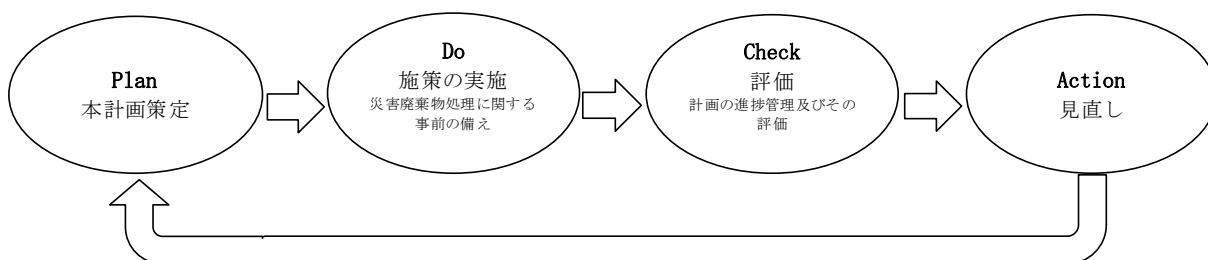 Plan
本計画策定
Do
施策の実施
災害廃棄物処理に関する
事前の備え
Check
評価
計画の進捗管理及びその
評価
Action
見直し